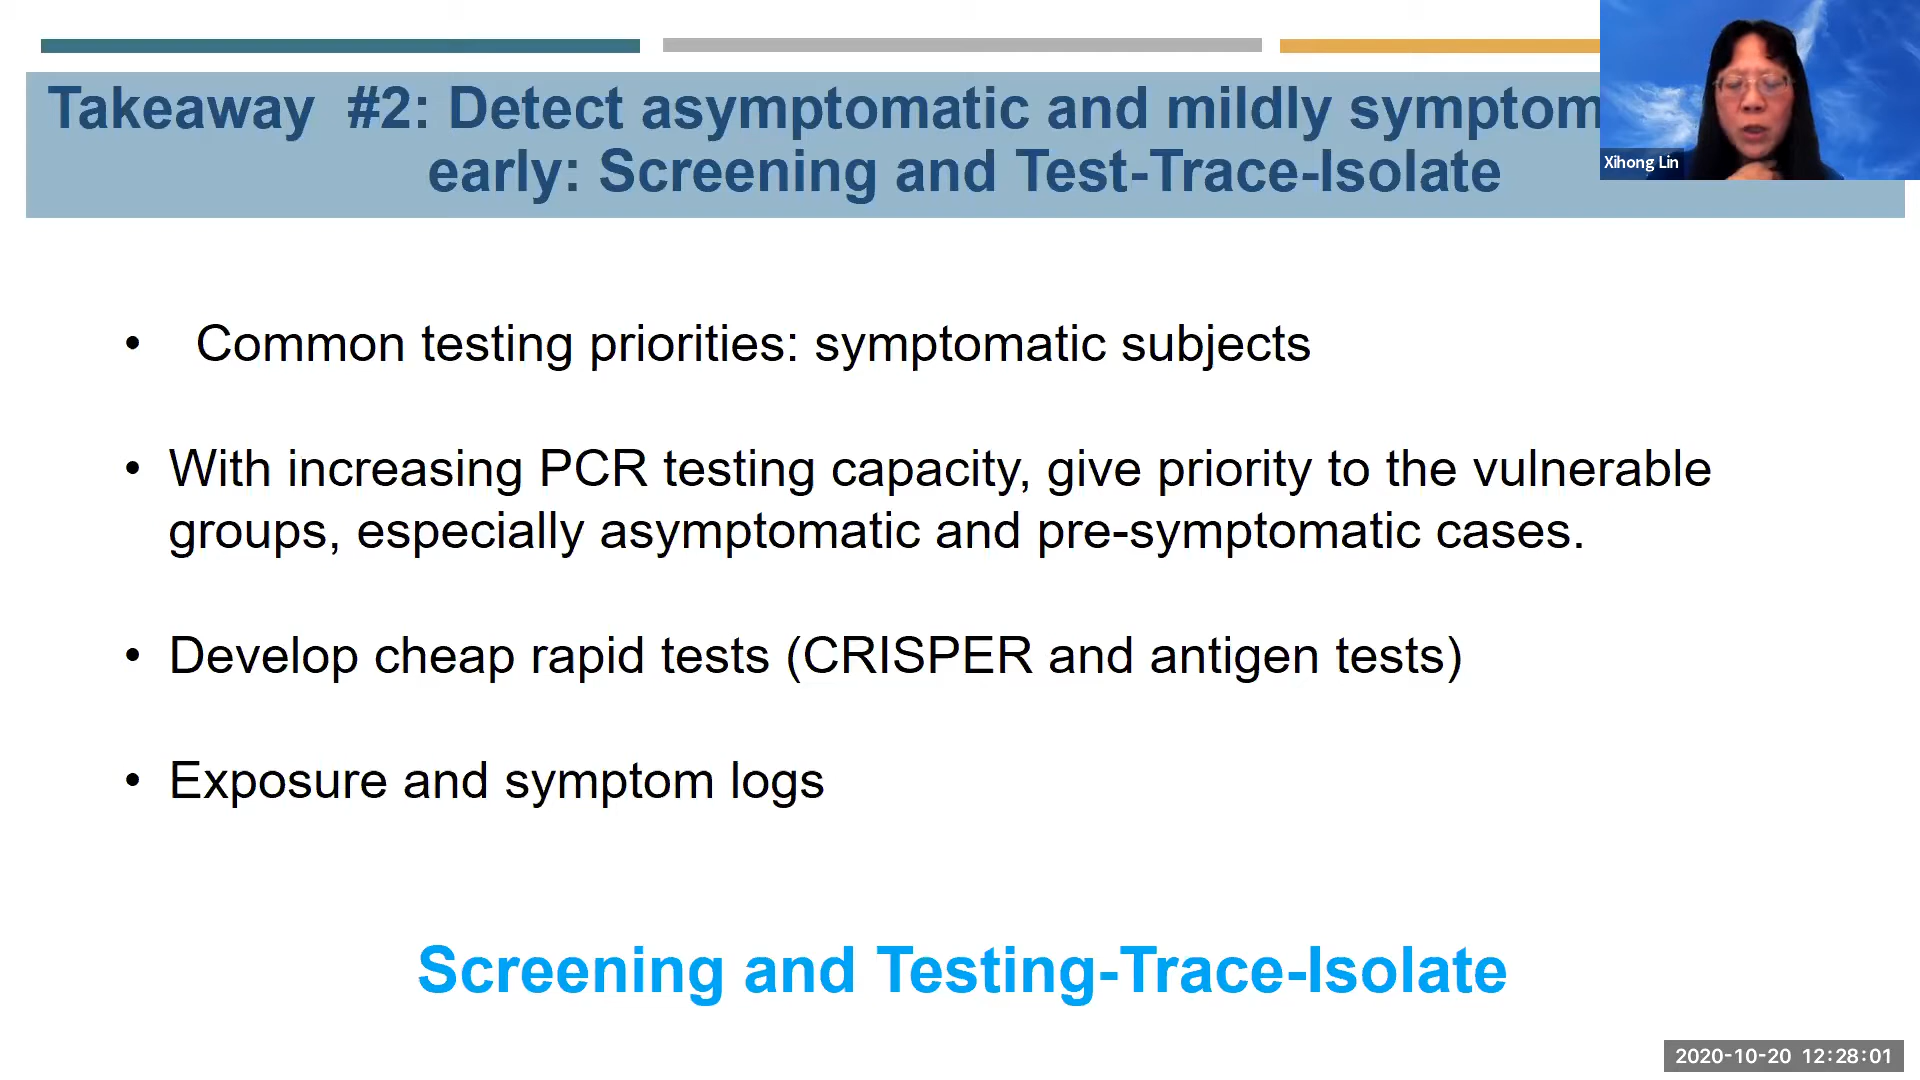 Takeaway #2: Detect asymptomatic and mildly symptom
early: Screening and Test-Trace-Isolate
Xihong Lin
• Common testing priorities: symptomatic subjects
• With increasing PCR testing capacity, give priority to the vulnerable
groups, especially asymptomatic and pre-symptomatic cases.
• Develop cheap rapid tests (CRISPER and antigen tests)
• Exposure and symptom logs
Screening and Testing-Trace-Isolate
2020-10-20 12:28:01